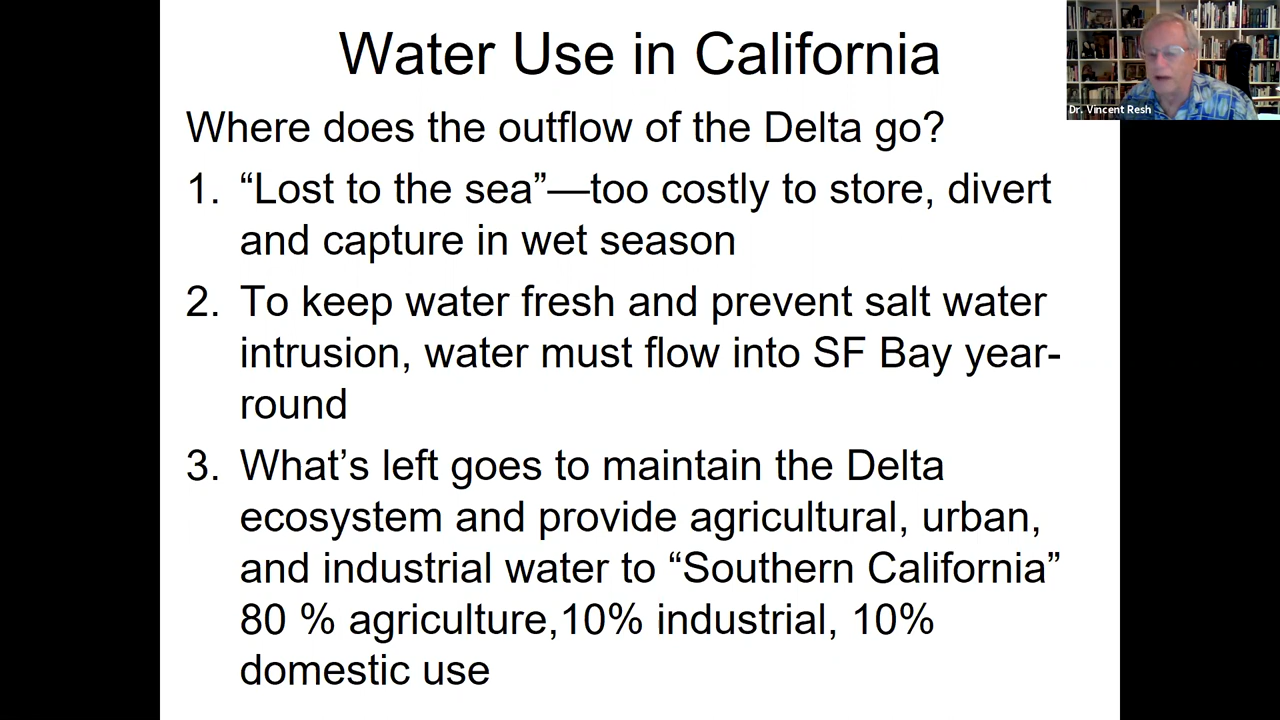 Water Use in California
Dr. Vincent Resh
Where does the outflow of the Delta go?
1. “Lost to the sea”—too costly to store, divert
and capture in wet season
2. To keep water fresh and prevent salt water
intrusion, water must flow into SF Bay year-
round
3. What’s left goes to maintain the Delta
ecosystem and provide agricultural, urban,
and industrial water to “Southern California”
80 % agriculture,10% industrial, 10%
domestic use